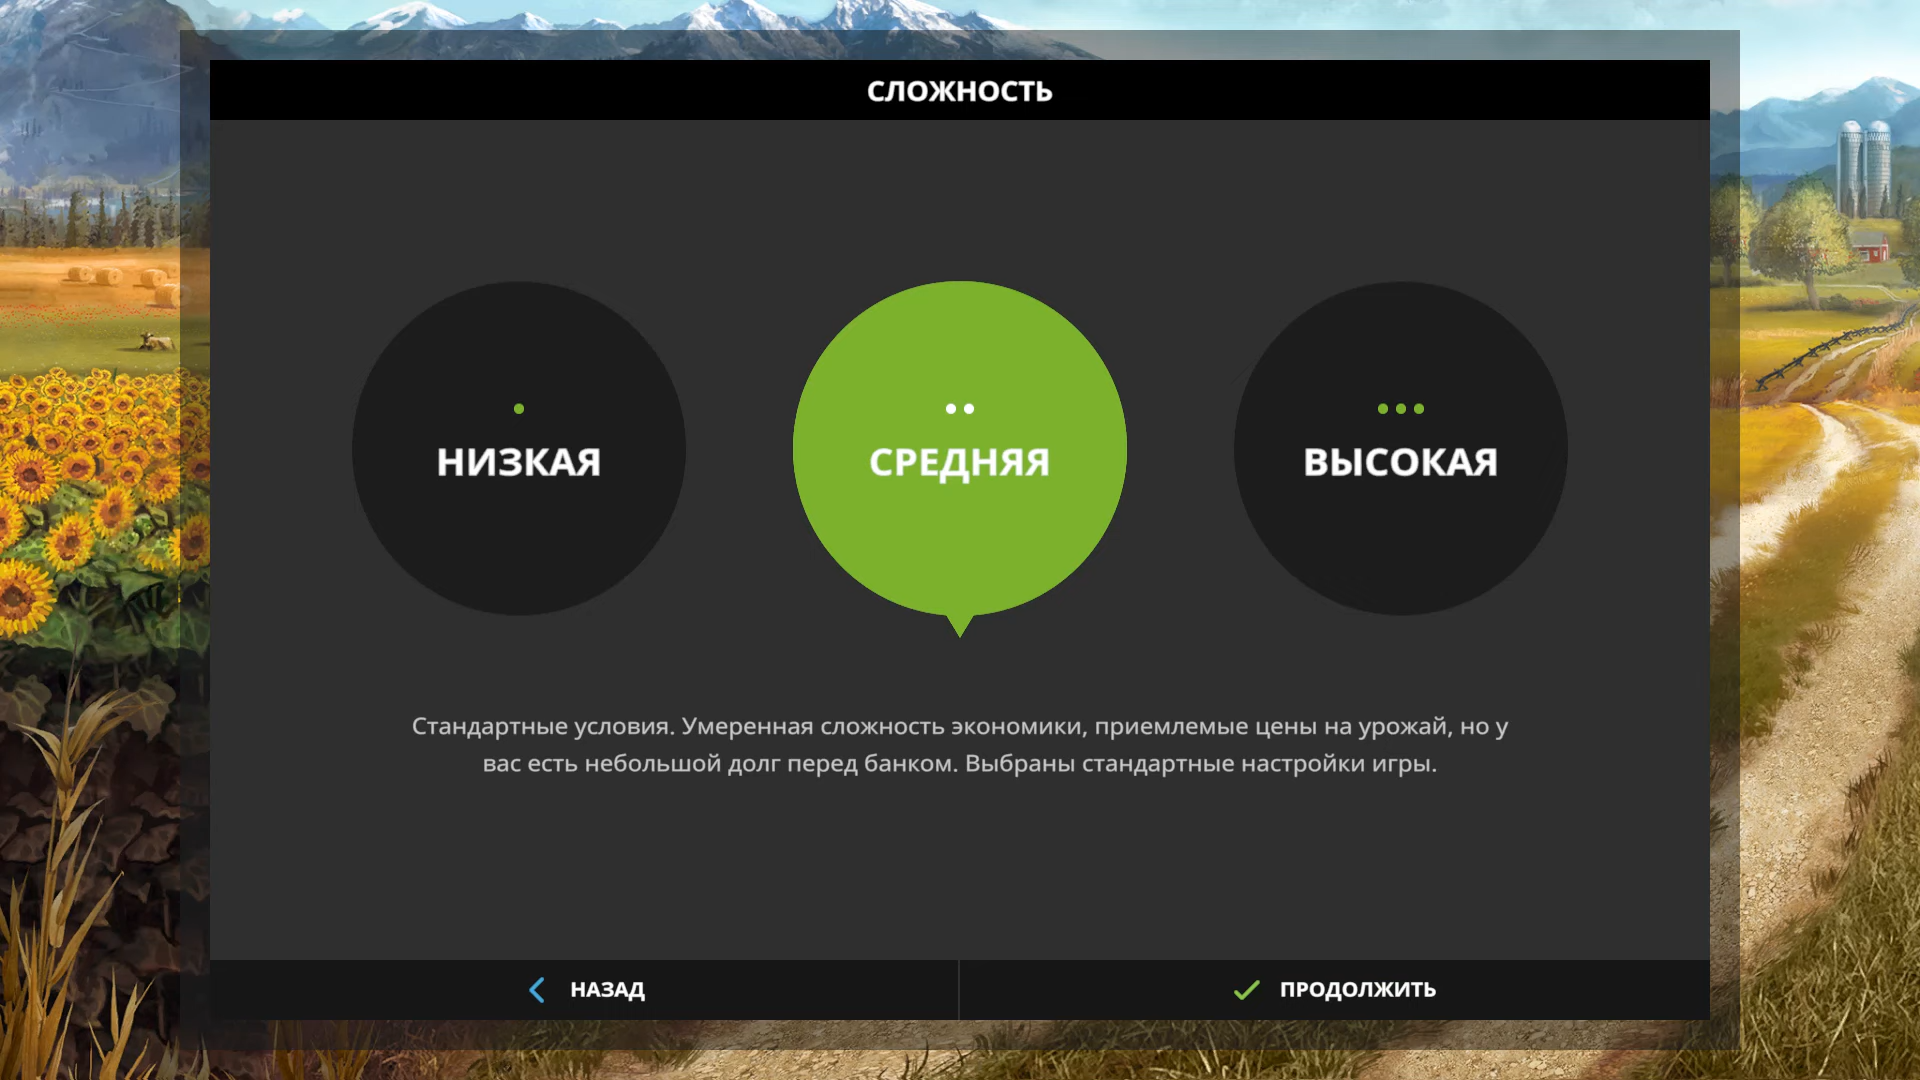 СЛОЖНОСТЬ
НИЗКАЯ
СРЕДНЯЯ
ВЫСОКАЯ
Стандартные условия. Умеренная сложность экономики, приемлемые цены на урожай, но у
вас есть небольшой долг перед банком. Выбраны стандартные настройки игры.
НАЗАД
ПРОДОЛЖИТЬ